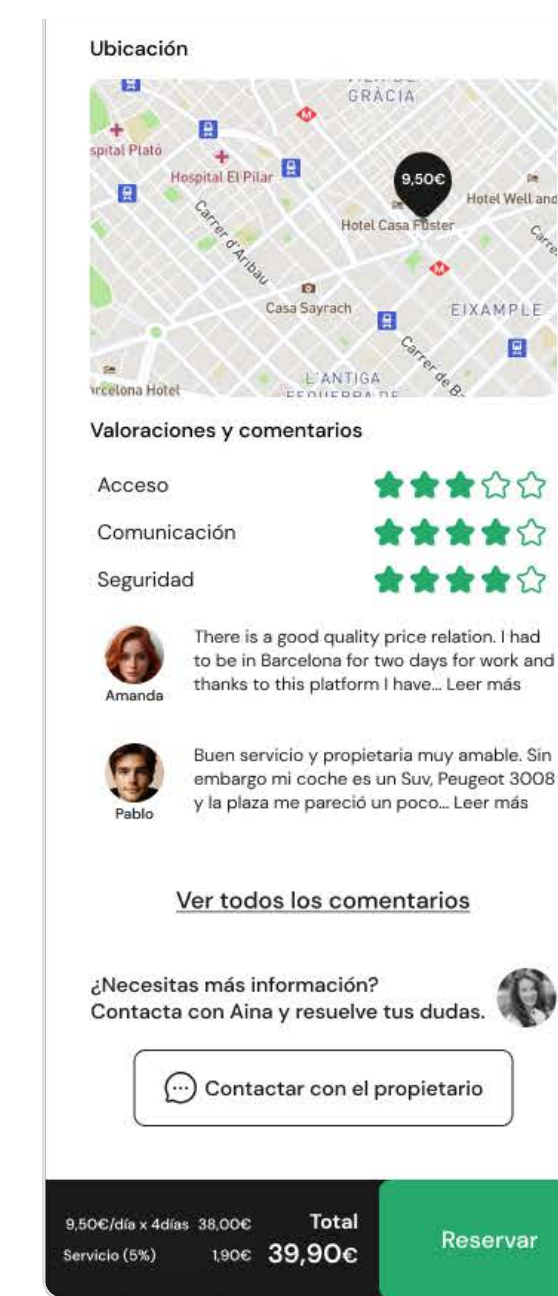 Ubicación
GRÀCIA
spital Plató
Hospital El Pilar
9,50€
Hotel Well and
Hotel Casa Fuster
Carrer d'Aribau
Casa Sayrach
EIXAMPLE
Carrer de B
L'ANTIGA
rcelona Hotel
Valoraciones y comentarios
Acceso
Comunicación
Seguridad
There is a good quality price relation. I had
to be in Barcelona for two days for work and
thanks to this platform I have... Leer más
Amanda
Buen servicio y propietaria muy amable. Sin
embargo mi coche es un Suv, Peugeot 3008
y la plaza me pareció un poco... Leer más
Pablo
Ver todos los comentarios
¿Necesitas más información?
Contacta con Aina y resuelve tus dudas.
Contactar con el propietario
9,50€/día x 4días 38,00€
Servicio (5%) 1,90€
Total
39,90€
Reservar